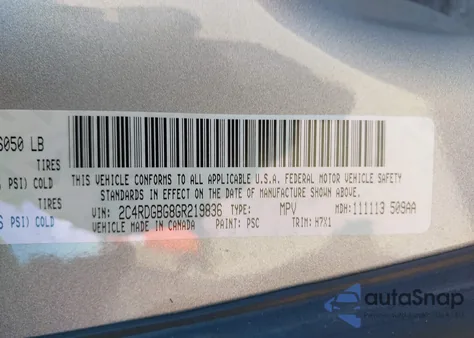 6050 LB
TIRES
PSI) COLD
TIRES
PSI) COLD
THIS VEHICLE CONFORMS TO ALL APPLICABLE U.S.A. FEDERAL MOTOR VEHICLE SAFETY
STANDARDS IN EFFECT ON THE DATE OF MANUFACTURE SHOWN ABOVE.
VIN: 2C4RDGBG8GR219836 TYPE: MPV MDH: 111113 509AA
VEHICLE MADE IN CANADA PAINT: PSC TRIM: H7X1
autaSnap